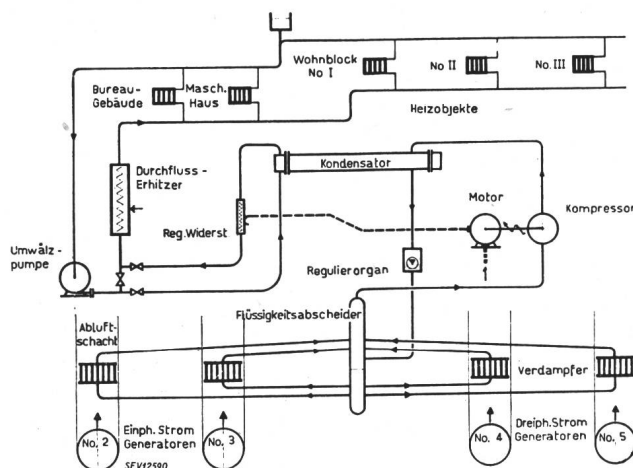 Wohnblock
No I
No II
No. III
Bureau-
Gebäude
Masch.
Haus
Heizobjekte
Durchfluss-
Erhitzer
Kondensator
Motor
Kompressor
Reg.Widerst
Umwälz-
pumpe
Regulierorgan
Flüssigkeitsabscheider
Abluft-
schacht
Verdampfer
No. 2
Einph. Strom
Generatoren
No. 3
No. 4
Dreiph. Strom
Generatoren
No. 5
SEV12590